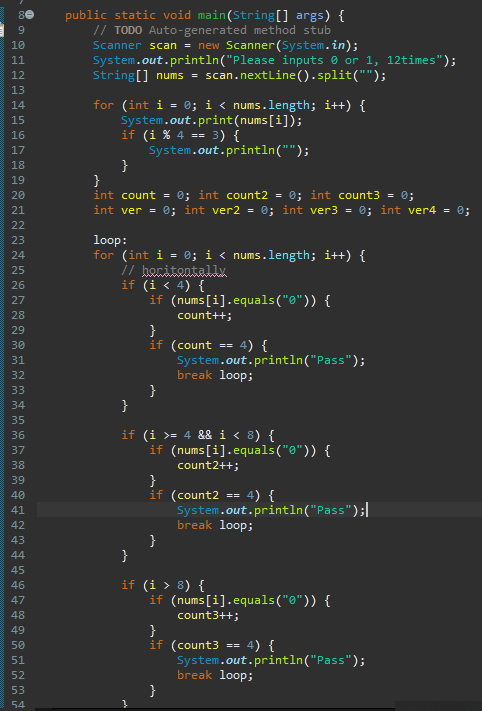 8 public static void main(String[] args) {
9 // TODO Auto-generated method stub
10 Scanner scan = new Scanner(System.in);
11 System.out.println("Please inputs 0 or 1, 12times");
12 String[] nums = scan.nextLine().split("");
13
14 for (int i = 0; i < nums.length; i++) {
15 System.out.print(nums[i]);
16 if (i % 4 == 3) {
17 System.out.println("");
18 }
19 }
20 int count = 0; int count2 = 0; int count3 = 0;
21 int ver = 0; int ver2 = 0; int ver3 = 0; int ver4 = 0;
22
23 loop:
24 for (int i = 0; i < nums.length; i++) {
25 // horitontally
26 if (i < 4) {
27 if (nums[i].equals("0")) {
28 count++;
29 }
30 if (count == 4) {
31 System.out.println("Pass");
32 break loop;
33 }
34 }
35
36 if (i >= 4 && i < 8) {
37 if (nums[i].equals("0")) {
38 count2++;
39 }
40 if (count2 == 4) {
41 System.out.println("Pass");
42 break loop;
43 }
44 }
45
46 if (i > 8) {
47 if (nums[i].equals("0")) {
48 count3++;
49 }
50 if (count3 == 4) {
51 System.out.println("Pass");
52 break loop;
53 }
54 }